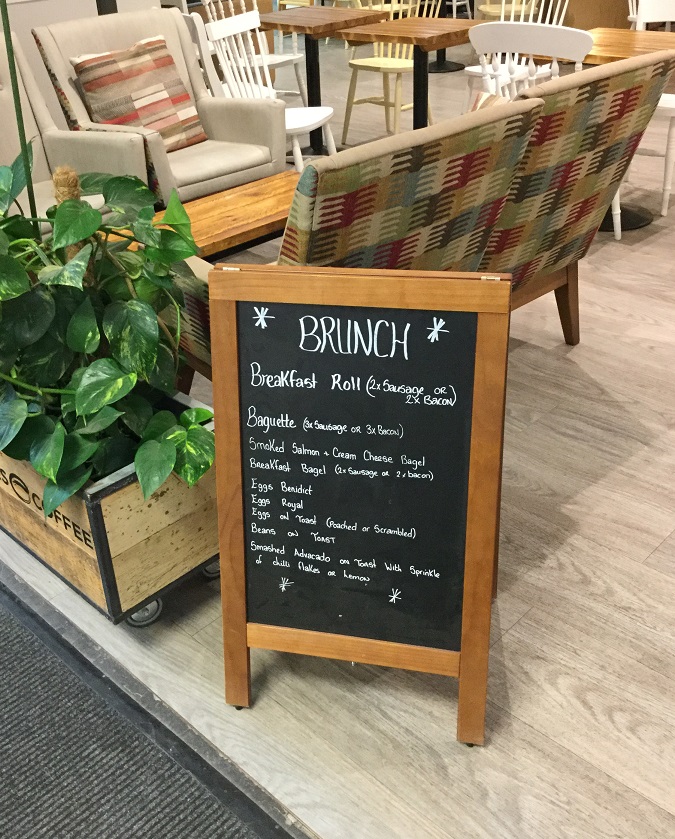 BRUNCH
Breakfast Roll (2x Sausage OR)
2x Bacon)
Baguette (3x Sausage OR 3x Bacon)
Smoked Salmon + Cream Cheese Bagel
Breakfast Bagel (2x Sausage OR 2x bacon)
Eggs Benidict
Eggs Royal
Eggs on Toast (Poached or Scrambled)
Beans on Toast
Smashed Advacado on Toast With Sprinkle
of chilli flakes or Lemon
COFFEE